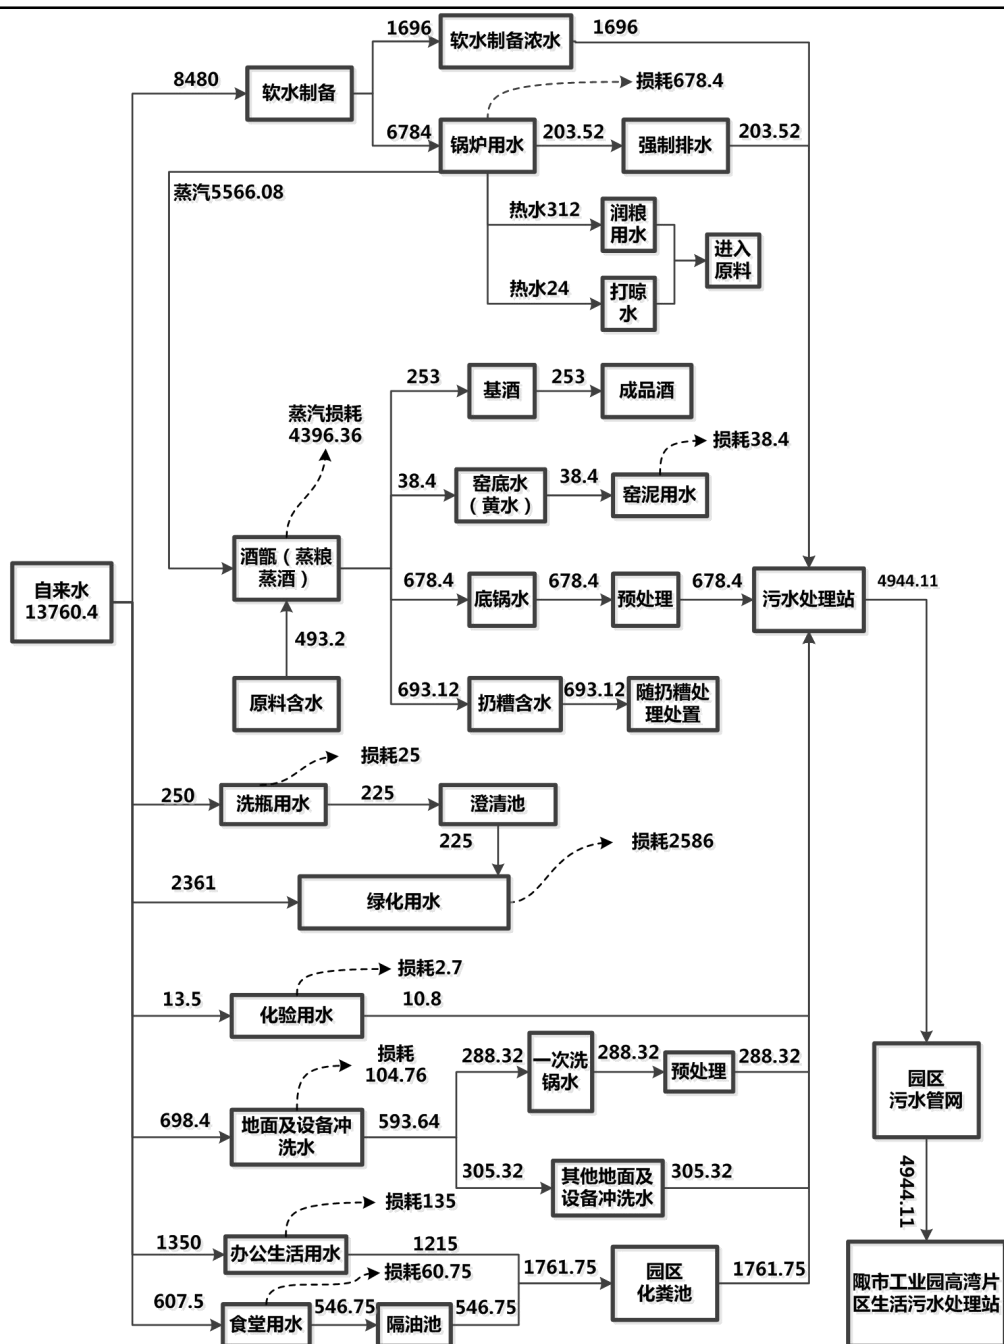 1696
软水制备浓水
1696
8480
软水制备
损耗678.4
6784
锅炉用水
203.52
强制排水
203.52
蒸汽5566.08
热水312
润粮
用水
进入
原料
热水24
打晾
水
253
基酒
253
成品酒
蒸汽损耗
4396.36
损耗38.4
38.4
窑底水
（黄水）
38.4
窑泥用水
酒甑（蒸粮
蒸酒）
自来水
13760.4
678.4
底锅水
678.4
预处理
678.4
污水处理站
4944.11
493.2
原料含水
693.12
扔糟含水
693.12
随扔糟处
理处置
损耗25
250
洗瓶用水
225
澄清池
225
损耗2586
2361
绿化用水
损耗2.7
13.5
化验用水
10.8
损耗
104.76
288.32
一次洗
锅水
288.32
预处理
288.32
园区
污水管网
698.4
地面及设备冲
洗水
593.64
305.32
其他地面及
设备冲洗水
305.32
4944.11
损耗135
1350
办公生活用水
1215
损耗60.75
1761.75
园区
化粪池
1761.75
陬市工业园高湾片
区生活污水处理站
607.5
食堂用水
546.75
隔油池
546.75